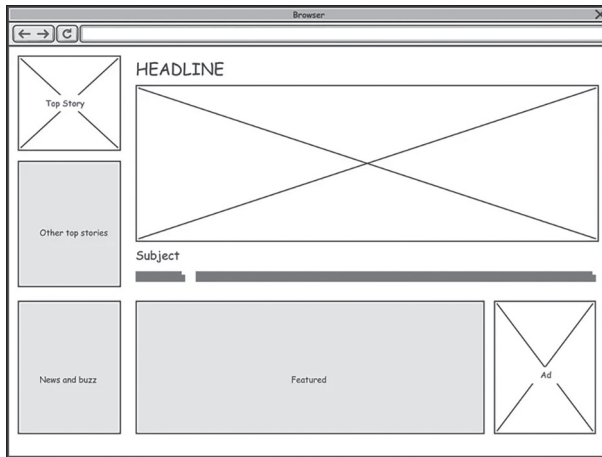 Browser
HEADLINE
Top Story
Other top stories
Subject
News and buzz
Featured
Ad